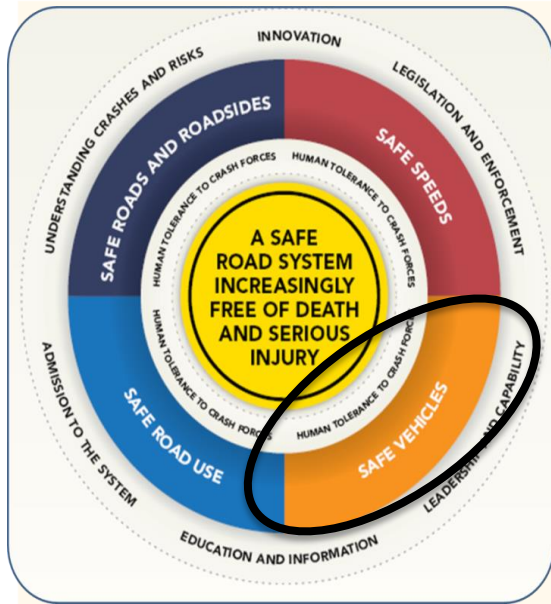 INNOVATION
UNDERSTANDING CRASHES AND RISKS
LEGISLATION AND ENFORCEMENT
SAFE ROADS AND ROADSIDES
SAFE SPEEDS
HUMAN TOLERANCE TO CRASH FORCES
HUMAN TOLERANCE TO CRASH FORCES
A SAFE
ROAD SYSTEM
INCREASINGLY
FREE OF DEATH
AND SERIOUS
INJURY
HUMAN TOLERANCE TO CRASH FORCES
HUMAN TOLERANCE TO CRASH FORCES
SAFE ROAD USE
SAFE VEHICLES
ADMISSION TO THE SYSTEM
LEADERSHIP AND CAPABILITY
EDUCATION AND INFORMATION